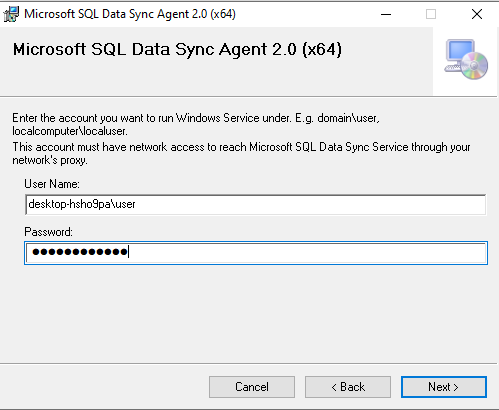 Microsoft SQL Data Sync Agent 2.0 (x64)
Microsoft SQL Data Sync Agent 2.0 (x64)
Enter the account you want to run Windows Service under. E.g. domain\user,
localcomputer\localuser.
This account must have network access to reach Microsoft SQL Data Sync Service through your
network's proxy.
User Name:
desktop-hsho9pa\user
Password:
●●●●●●●●●●●●
Cancel
< Back
Next >